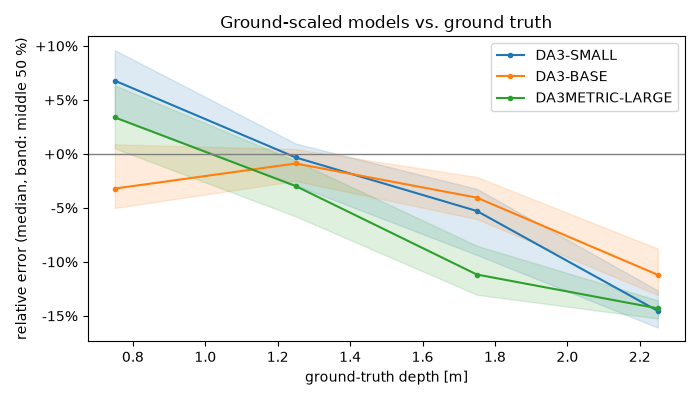 Ground-scaled models vs. ground truth
relative error (median, band: middle 50 %)
+10%
+5%
+0%
-5%
-10%
-15%
DA3-SMALL
DA3-BASE
DA3METRIC-LARGE
0.8 1.0 1.2 1.4 1.6 1.8 2.0 2.2
ground-truth depth [m]